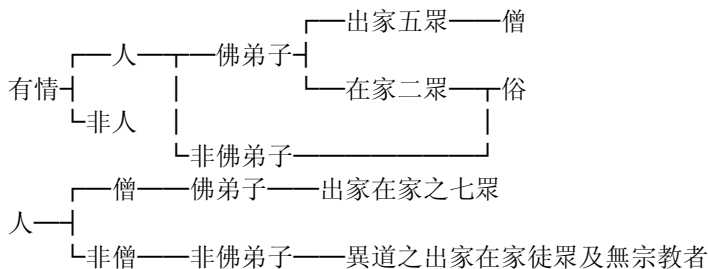 出家五眾 僧
人 佛弟子
有情 在家二眾 俗
非人
非佛弟子
僧 佛弟子 出家在家之七眾
人
非僧 非佛弟子 異道之出家在家徒眾及無宗教者